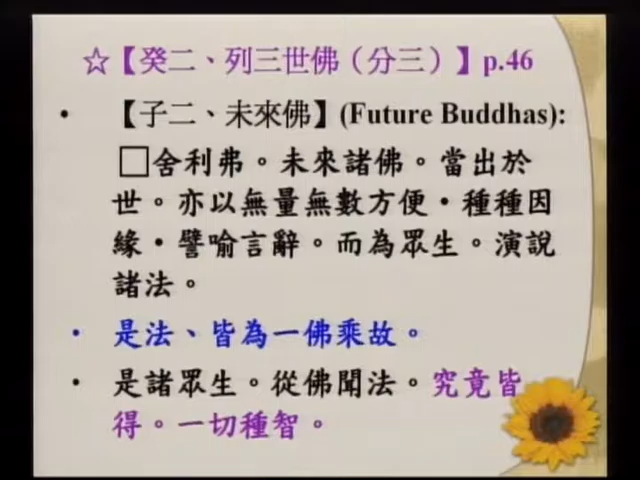 ☆【癸二、列三世佛（分三）】p.46
• 【子二、未來佛】(Future Buddhas):
□舍利弗。未來諸佛。當出於
世。亦以無量無數方便・種種因
緣・譬喻言辭。而為眾生。演說
諸法。
• 是法、皆為一佛乘故。
• 是諸眾生。從佛聞法。究竟皆
得。一切種智。